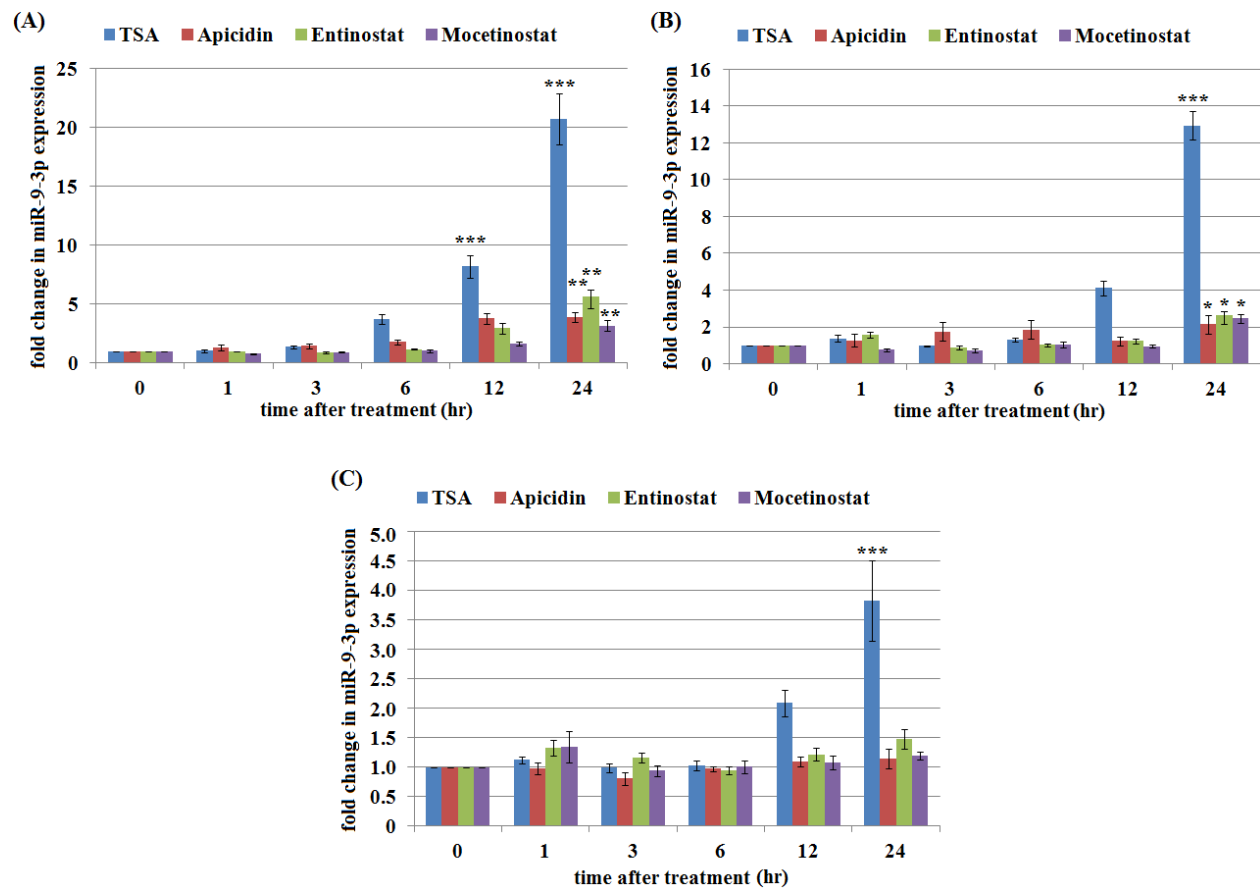 (A)
TSA Apicidin Entinostat Mocetinostat
fold change in miR-9-3p expression
25
20
15
10
5
0
***
***
**
**
**
0 1 3 6 12 24
time after treatment (hr)
(B)
TSA Apicidin Entinostat Mocetinostat
fold change in miR-9-3p expression
16
14
12
10
8
6
4
2
0
***
* * *
0 1 3 6 12 24
time after treatment (hr)
(C)
TSA Apicidin Entinostat Mocetinostat
fold change in miR-9-3p expression
5.0
4.5
4.0
3.5
3.0
2.5
2.0
1.5
1.0
0.5
0.0
***
0 1 3 6 12 24
time after treatment (hr)